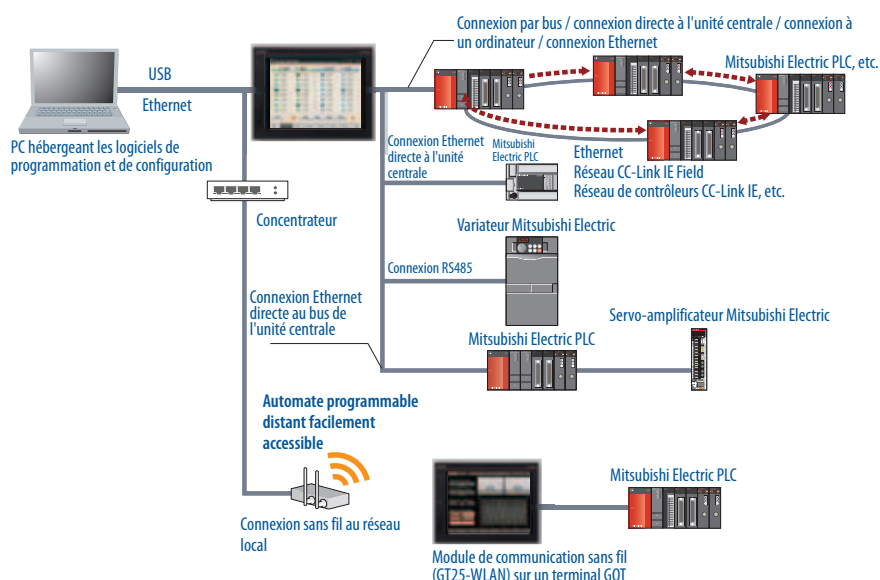 Connexion par bus / connexion directe à l'unité centrale / connexion à
un ordinateur / connexion Ethernet
Mitsubishi Electric PLC, etc.
USB
Ethernet
PC hébergeant les logiciels de
programmation et de configuration
Connexion Ethernet
directe à l'unité
centrale
Mitsubishi
Electric PLC
Ethernet
Réseau CC-Link IE Field
Réseau de contrôleurs CC-Link IE, etc.
Concentrateur
Variateur Mitsubishi Electric
Connexion RS485
Connexion Ethernet
directe au bus de
l'unité centrale
Servo-amplificateur Mitsubishi Electric
Mitsubishi Electric PLC
Automate programmable
distant facilement
accessible
Connexion sans fil au réseau
local
Mitsubishi Electric PLC
Module de communication sans fil
(GT25-WLAN) sur un terminal GOT